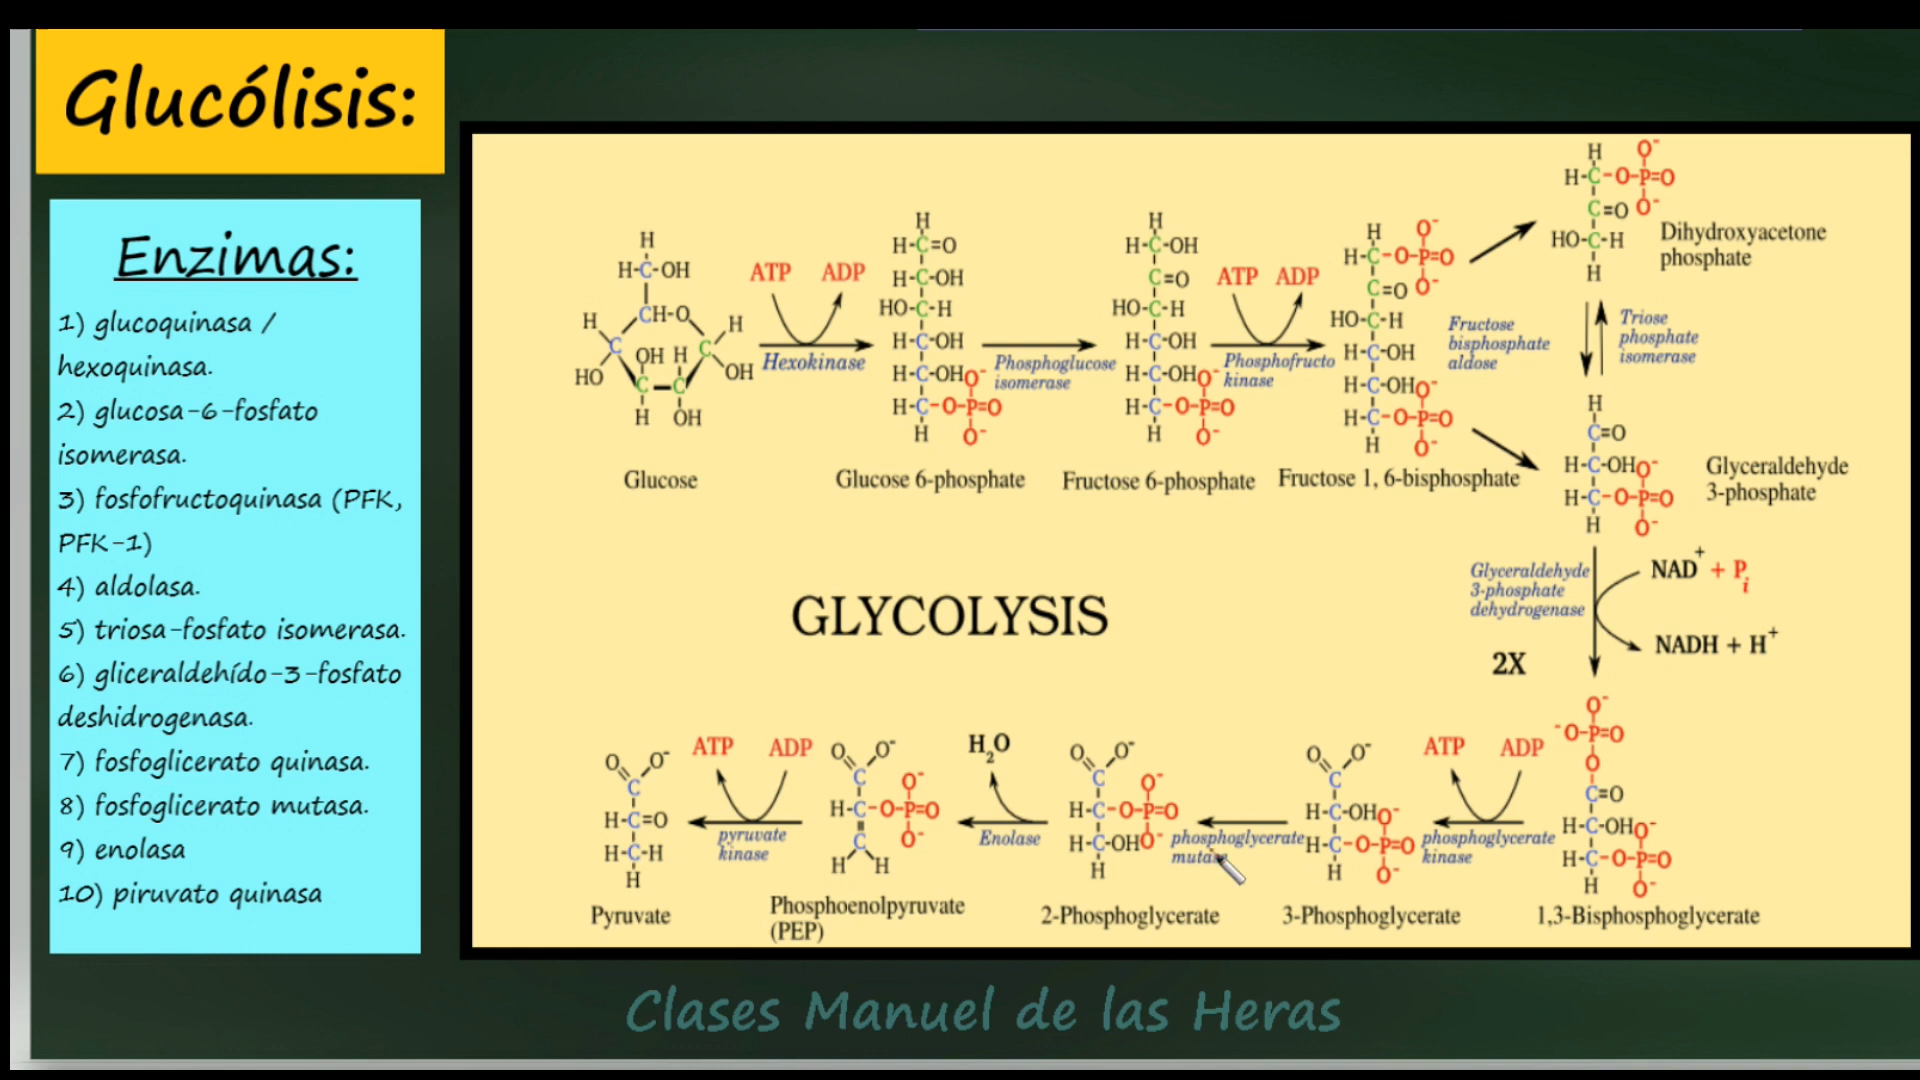 Glucólisis:
Enzimas:
1) glucoquinasa /
hexoquinasa.
2) glucosa-6-fosfato
isomerasa.
3) fosfofructoquinasa (PFK,
PFK-1)
4) aldolasa.
5) triosa-fosfato isomerasa.
6) gliceraldehído-3-fosfato
deshidrogenasa.
7) fosfoglicerato quinasa.
8) fosfoglicerato mutasa.
9) enolasa
10) piruvato quinasa
ATP ADP
Hexokinase
Phosphoglucose
isomerase
ATP ADP
Phosphofructo
kinase
Fructose
bisphosphate
aldose
Dihydroxyacetone
phosphate
Triose
phosphate
isomerase
Glucose
Glucose 6-phosphate
Fructose 6-phosphate
Fructose 1, 6-bisphosphate
Glyceraldehyde
3-phosphate
GLYCOLYSIS
Glyceraldehyde
3-phosphate
dehydrogenase
NAD+ + Pi
NADH + H+
2X
ATP ADP
pyruvate
kinase
H2O
Enolase
phosphoglycerate
ATP ADP
phosphoglycerate
kinase
Pyruvate
Phosphoenolpyruvate
(PEP)
2-Phosphoglycerate
3-Phosphoglycerate
1,3-Bisphosphoglycerate
Clases Manuel de las Heras